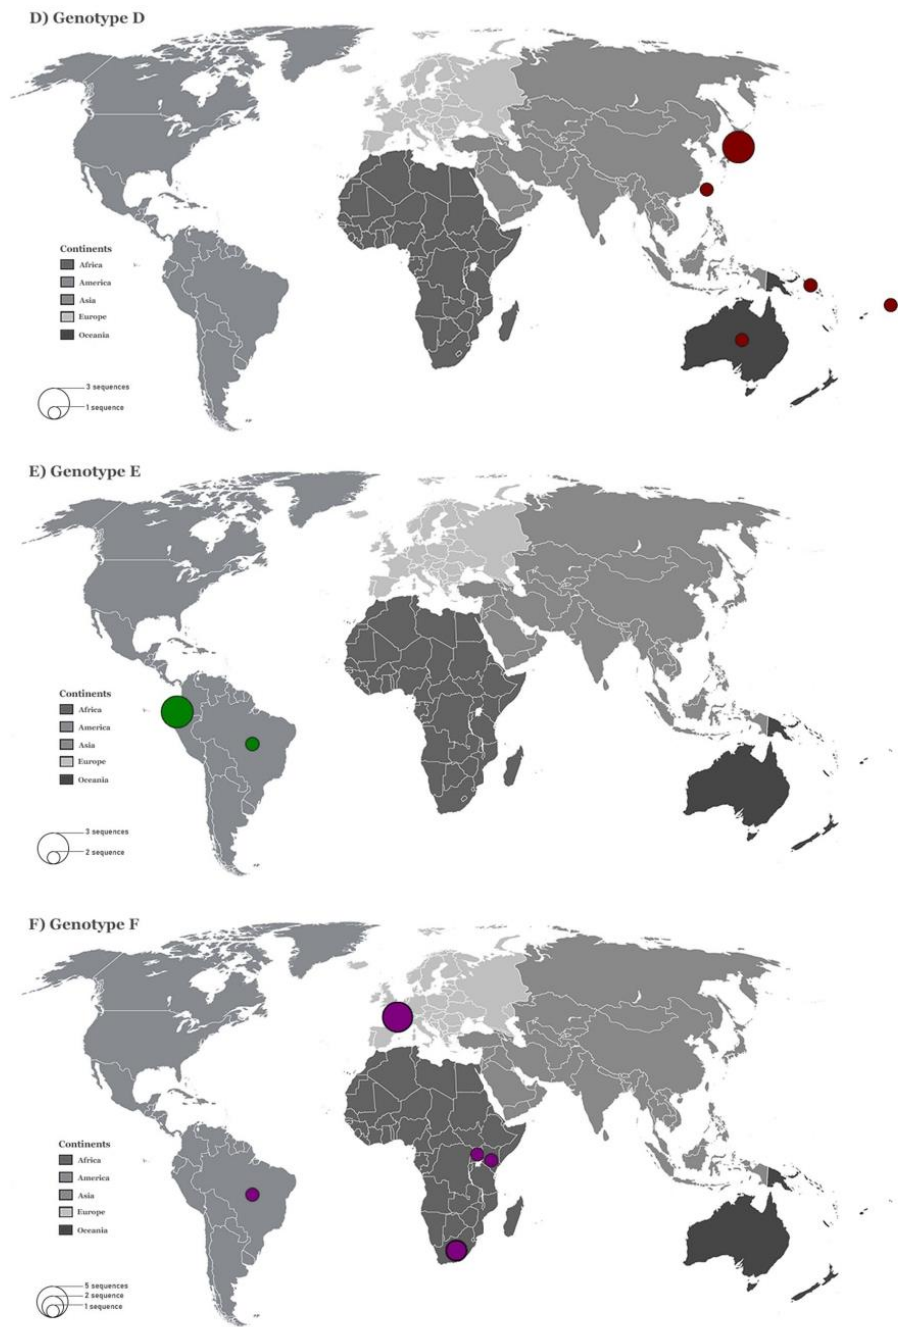 D) Genotype D
Continents
Africa
America
Asia
Europe
Oceania
3 sequences
1 sequence
E) Genotype E
Continents
Africa
America
Asia
Europe
Oceania
3 sequences
2 sequence
F) Genotype F
Continents
Africa
America
Asia
Europe
Oceania
5 sequences
2 sequence
1 sequence